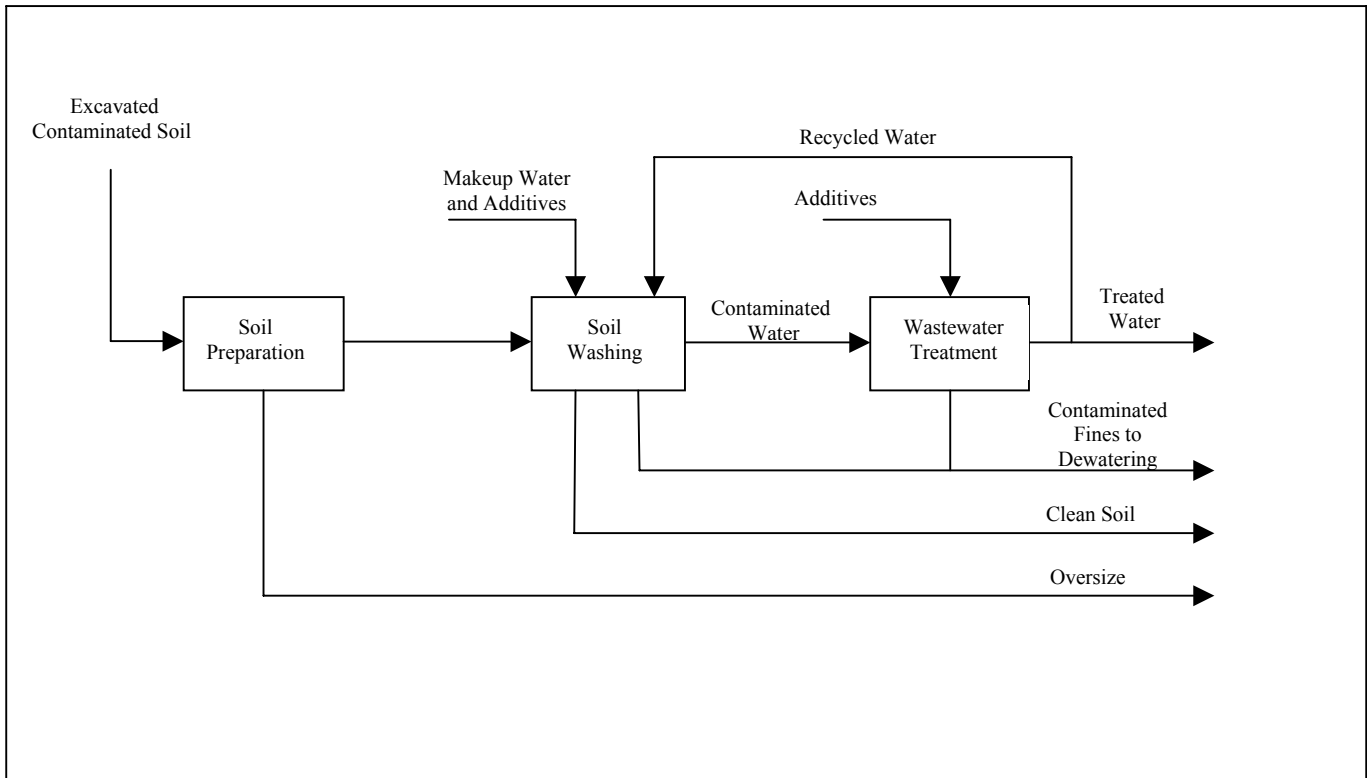 Excavated
Contaminated Soil
Recycled Water
Makeup Water
and Additives
Additives
Soil
Preparation
Soil
Washing
Contaminated
Water
Wastewater
Treatment
Treated
Water
Contaminated
Fines to
Dewatering
Clean Soil
Oversize